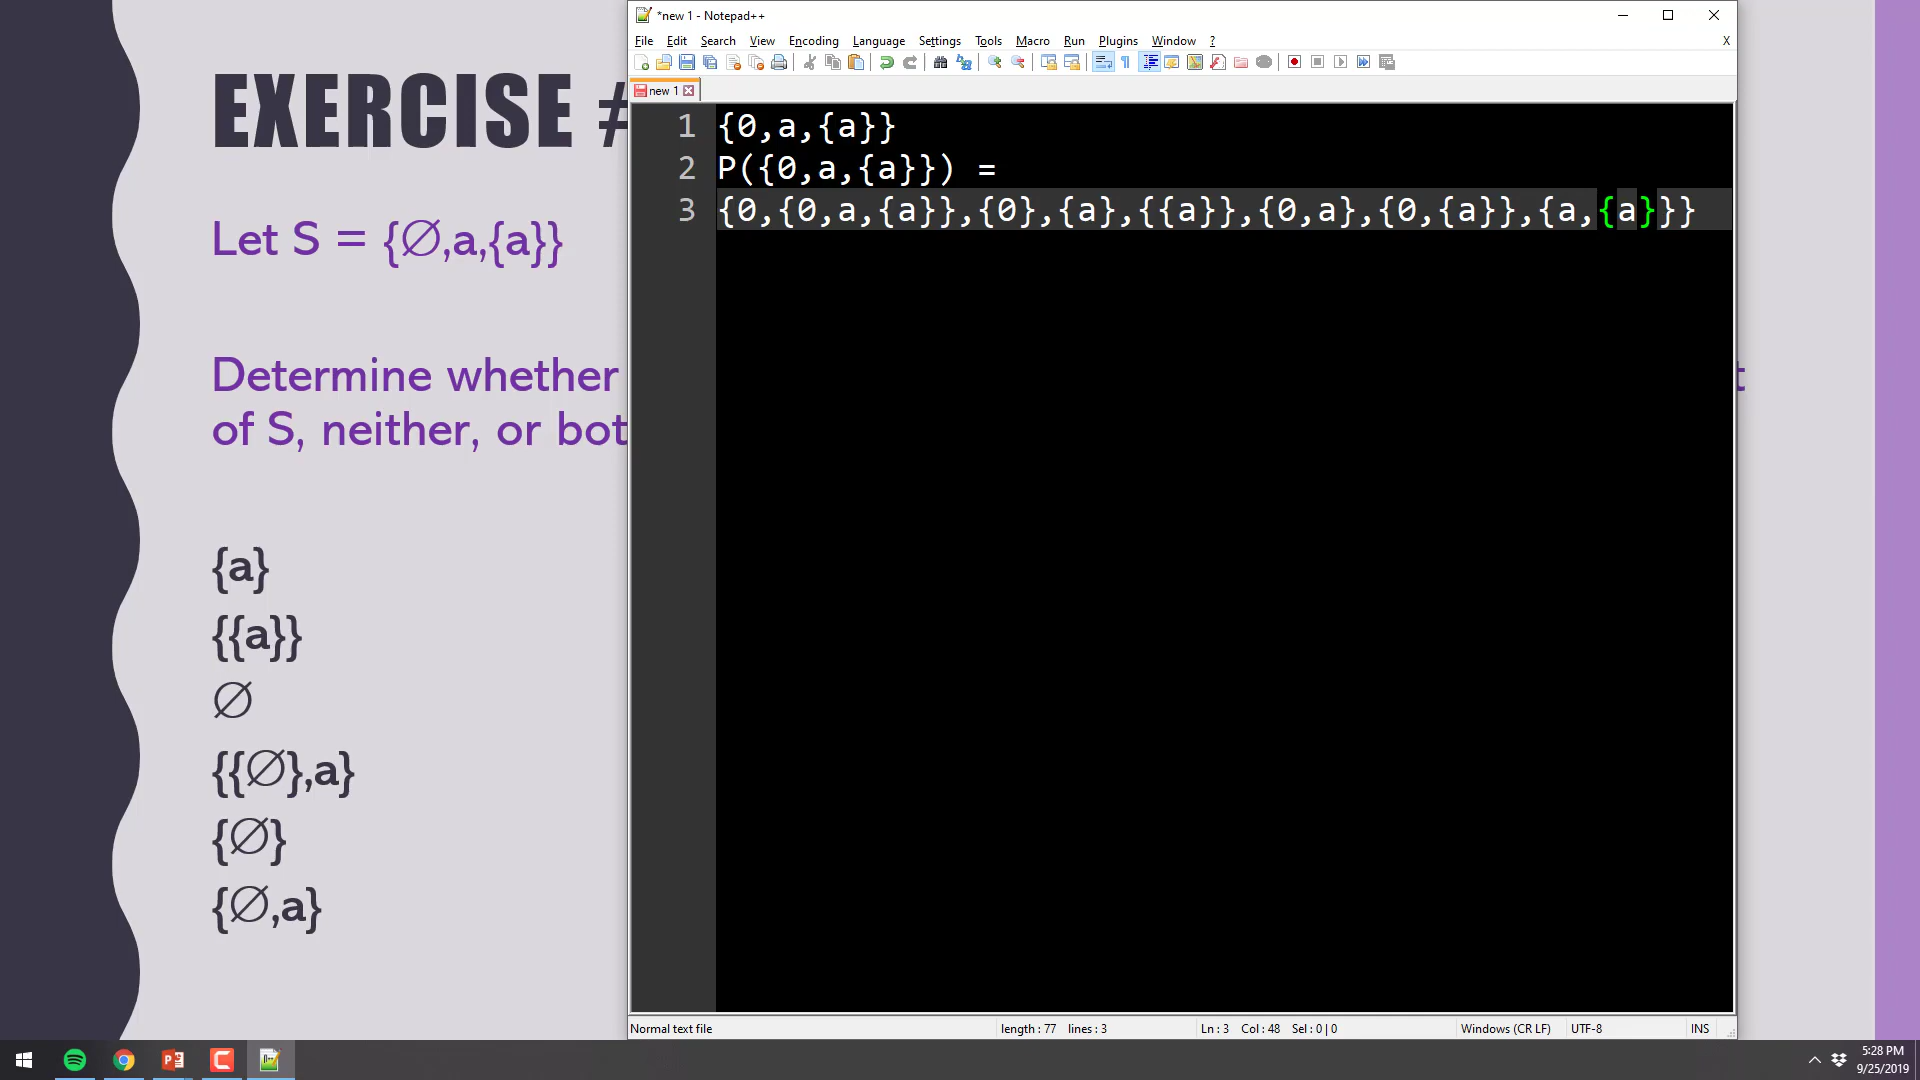 *new 1 - Notepad++
File Edit Search View Encoding Language Settings Tools Macro Run Plugins Window ? X
new 1
EXERCISE #
Let S = {∅,a,{a}}
Determine whether
of S, neither, or bot
{a}
{{a}}
∅
{{∅},a}
{∅}
{∅,a}
1 {0,a,{a}}
2 P({0,a,{a}}) =
3 {0,{0,a,{a}},{0},{a},{{a}},{0,a},{0,{a}},{a,{a}}}
t
Normal text file length : 77 lines : 3 Ln : 3 Col : 48 Sel : 0 | 0 Windows (CR LF) UTF-8 INS
5:28 PM
9/25/2019